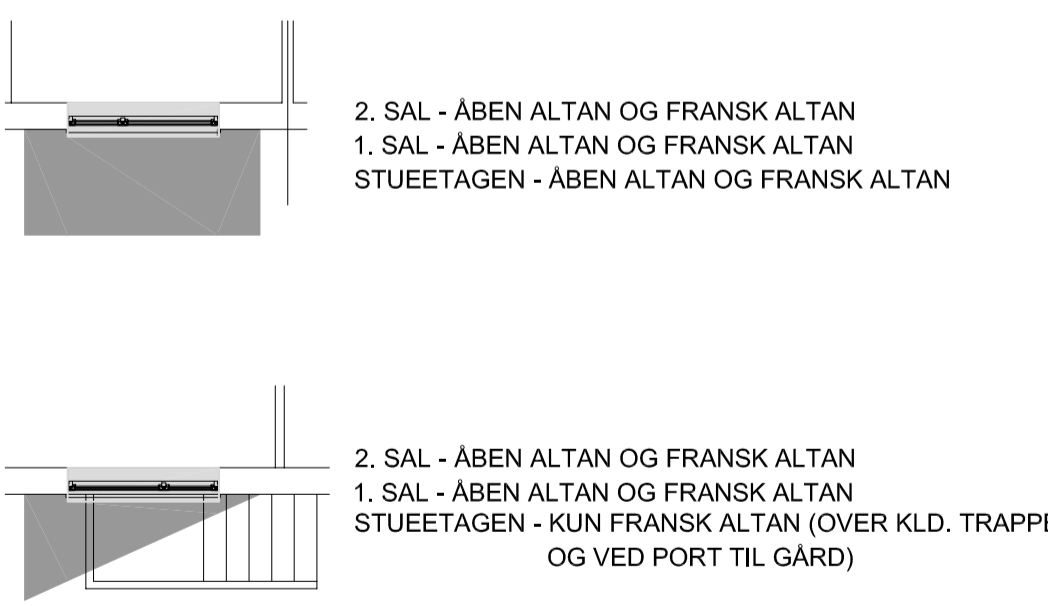 2. SAL - ÅBEN ALTAN OG FRANSK ALTAN
1. SAL - ÅBEN ALTAN OG FRANSK ALTAN
STUEETAGEN - ÅBEN ALTAN OG FRANSK ALTAN
2. SAL - ÅBEN ALTAN OG FRANSK ALTAN
1. SAL - ÅBEN ALTAN OG FRANSK ALTAN
STUEETAGEN - KUN FRANSK ALTAN (OVER KLD. TRAPPE
OG VED PORT TIL GÅRD)